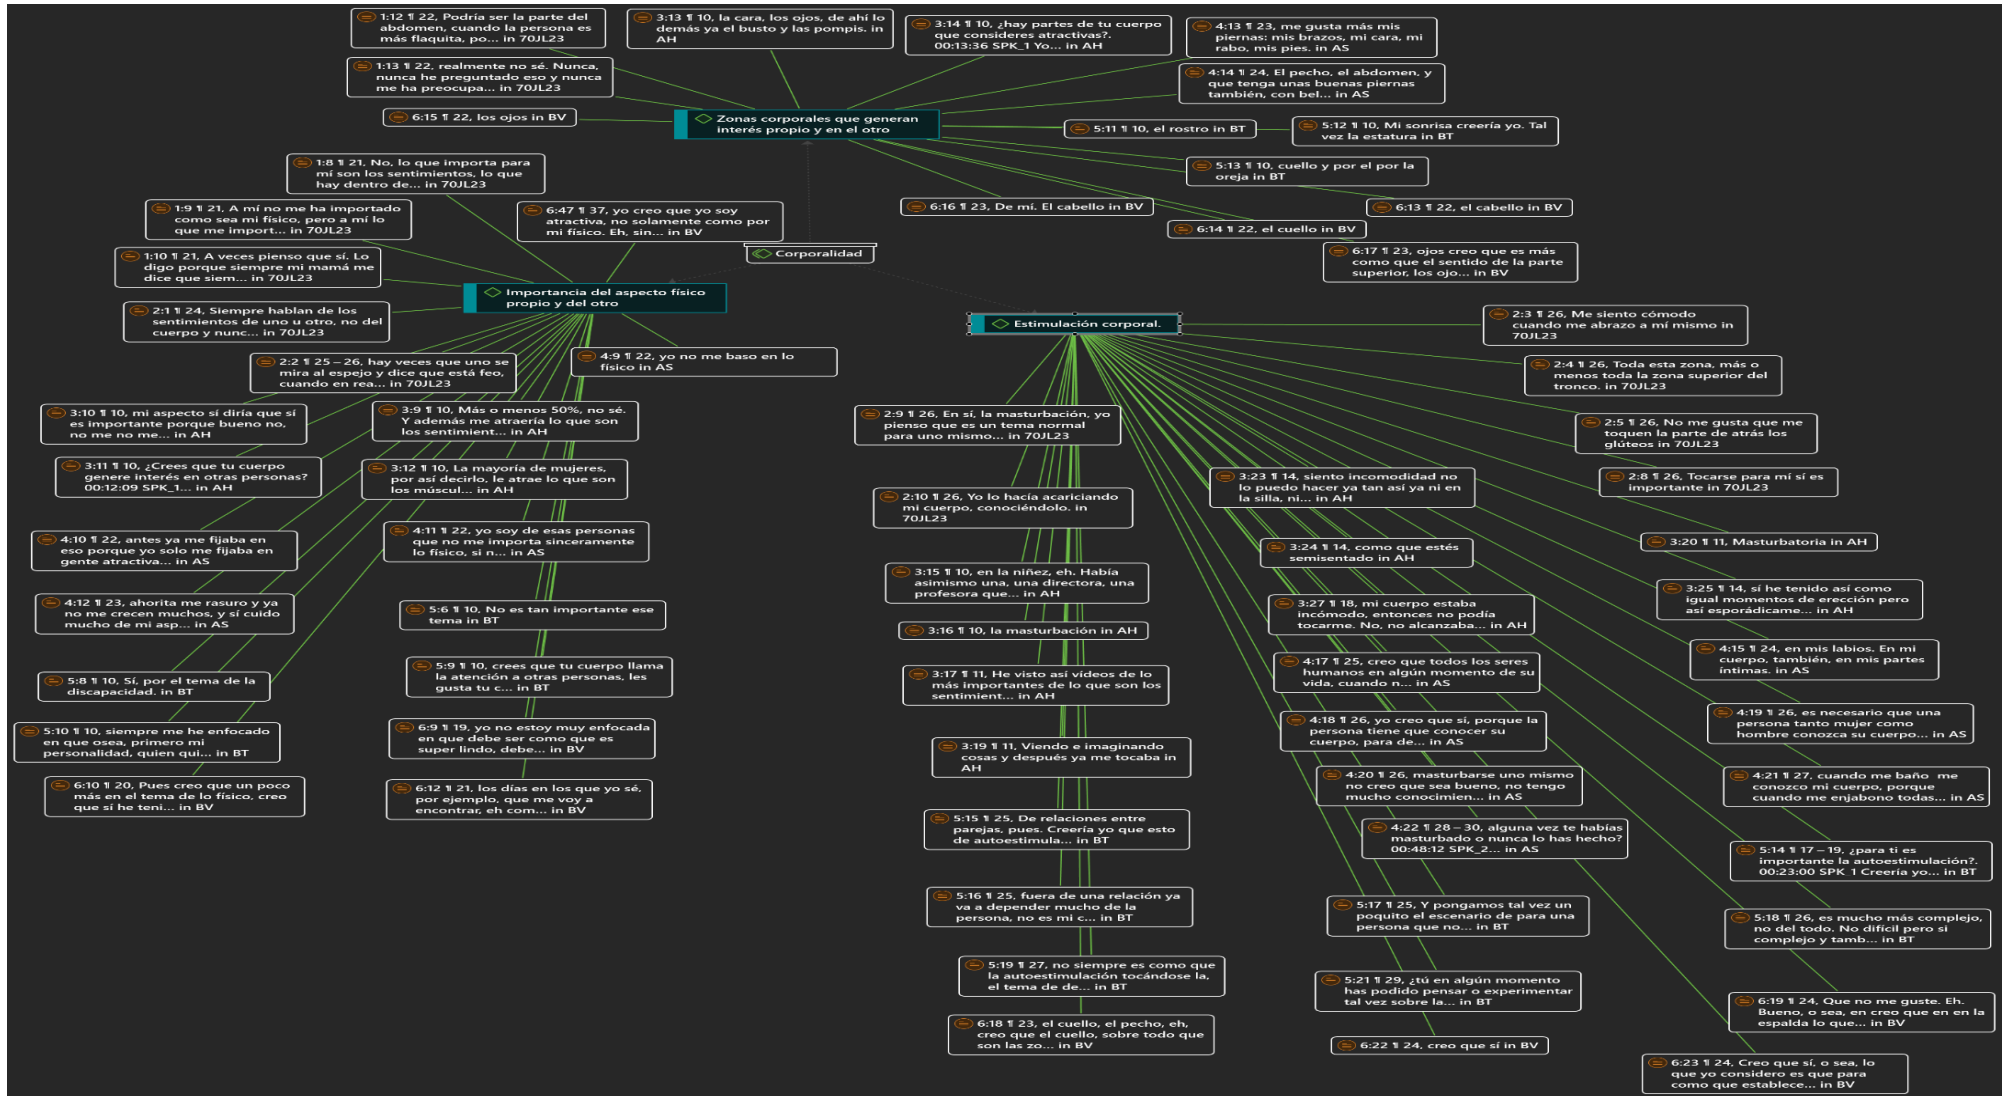 1:12 ¶ 22, Podría ser la parte del
abdomen, cuando la persona es
más flaquita, po... in 70JL23
3:13 ¶ 10, la cara, los ojos, de ahí lo
demás ya el busto y las pompis. in
AH
3:14 ¶ 10, ¿hay partes de tu cuerpo
que consideres atractivas?.
00:13:36 SPK_1 Yo... in AH
4:13 ¶ 23, me gusta más mis
piernas: mis brazos, mi cara, mi
rabo, mis pies. in AS
1:13 ¶ 22, realmente no sé. Nunca,
nunca he preguntado eso y nunca
me ha preocupa... in 70JL23
4:14 ¶ 24, El pecho, el abdomen, y
que tenga unas buenas piernas
también, con bel... in AS
6:15 ¶ 22, los ojos in BV
Zonas corporales que generan
interés propio y en el otro
5:11 ¶ 10, el rostro in BT
5:12 ¶ 10, Mi sonrisa creería yo. Tal
vez la estatura in BT
1:8 ¶ 21, No, lo que importa para
mí son los sentimientos, lo que
hay dentro de... in 70JL23
5:13 ¶ 10, cuello y por el por la
oreja in BT
1:9 ¶ 21, A mí no me ha importado
como sea mi físico, pero a mí lo
que me import... in 70JL23
6:47 ¶ 37, yo creo que yo soy
atractiva, no solamente como por
mi físico. Eh, sin... in BV
6:16 ¶ 23, De mí. El cabello in BV
6:13 ¶ 22, el cabello in BV
6:14 ¶ 22, el cuello in BV
Corporalidad
6:17 ¶ 23, ojos creo que es más
como que el sentido de la parte
superior, los ojo... in BV
1:10 ¶ 21, A veces pienso que sí. Lo
digo porque siempre mi mamá me
dice que siem... in 70JL23
Importancia del aspecto físico
propio y del otro
2:1 ¶ 24, Siempre hablan de los
sentimientos de uno u otro, no del
cuerpo y nunc... in 70JL23
Estimulación corporal.
2:3 ¶ 26, Me siento cómodo
cuando me abrazo a mí mismo in
70JL23
2:2 ¶ 25 – 26, hay veces que uno se
mira al espejo y dice que está feo,
cuando en rea... in 70JL23
4:9 ¶ 22, yo no me baso en lo
físico in AS
2:4 ¶ 26, Toda esta zona, más o
menos toda la zona superior del
tronco. in 70JL23
3:10 ¶ 10, mi aspecto sí diría que sí
es importante porque bueno no,
no me no me... in AH
3:9 ¶ 10, Más o menos 50%, no sé.
Y además me atraería lo que son
los sentimient... in AH
2:9 ¶ 26, En sí, la masturbación, yo
pienso que es un tema normal
para uno mismo... in 70JL23
2:5 ¶ 26, No me gusta que me
toquen la parte de atrás los
glúteos in 70JL23
3:11 ¶ 10, ¿Crees que tu cuerpo
genere interés en otras personas?
00:12:09 SPK_1... in AH
3:12 ¶ 10, La mayoría de mujeres,
por así decirlo, le atrae lo que son
los múscul... in AH
3:23 ¶ 14, siento incomodidad no
lo puedo hacer ya tan así ya ni en
la silla, ni... in AH
2:8 ¶ 26, Tocarse para mí sí es
importante in 70JL23
2:10 ¶ 26, Yo lo hacía acariciando
mi cuerpo, conociéndolo. in
70JL23
4:10 ¶ 22, antes ya me fijaba en
eso porque yo solo me fijaba en
gente atractiva... in AS
4:11 ¶ 22, yo soy de esas personas
que no me importa sinceramente
lo físico, si n... in AS
3:24 ¶ 14, como que estés
semisentado in AH
3:20 ¶ 11, Masturbatoria in AH
3:15 ¶ 10, en la niñez, eh. Había
asimismo una, una directora, una
profesora que... in AH
3:25 ¶ 14, sí he tenido así como
igual momentos de erección pero
así esporádicame... in AH
4:12 ¶ 23, ahorita me rasuro y ya
no me crecen muchos, y sí cuido
mucho de mi asp... in AS
5:6 ¶ 10, No es tan importante ese
tema in BT
3:16 ¶ 10, la masturbación in AH
3:27 ¶ 18, mi cuerpo estaba
incómodo, entonces no podía
tocarme. No, no alcanzaba... in AH
4:15 ¶ 24, en mis labios. En mi
cuerpo, también, en mis partes
íntimas. in AS
5:8 ¶ 10, Sí, por el tema de la
discapacidad. in BT
5:9 ¶ 10, crees que tu cuerpo llama
la atención a otras personas, les
gusta tu c... in BT
3:17 ¶ 11, He visto así vídeos de lo
más importantes de lo que son los
sentimient... in AH
4:17 ¶ 25, creo que todos los seres
humanos en algún momento de su
vida, cuando n... in AS
4:19 ¶ 26, es necesario que una
persona tanto mujer como
hombre conozca su cuerpo... in AS
5:10 ¶ 10, siempre me he enfocado
en que osea, primero mi
personalidad, quien qui... in BT
6:9 ¶ 19, yo no estoy muy enfocada
en que debe ser como que es
super lindo, debe... in BV
3:19 ¶ 11, Viendo e imaginando
cosas y después ya me tocaba in
AH
4:18 ¶ 26, yo creo que sí, porque la
persona tiene que conocer su
cuerpo, para de... in AS
6:10 ¶ 20, Pues creo que un poco
más en el tema de lo físico, creo
que sí he teni... in BV
6:12 ¶ 21, los días en los que yo sé,
por ejemplo, que me voy a
encontrar, eh com... in BV
4:20 ¶ 26, masturbarse uno mismo
no creo que sea bueno, no tengo
mucho conocimien... in AS
4:21 ¶ 27, cuando me baño me
conozco mi cuerpo, porque
cuando me enjabono todas... in AS
5:15 ¶ 25, De relaciones entre
parejas, pues. Creería yo que esto
de autoestimula... in BT
4:22 ¶ 28 – 30, alguna vez te habías
masturbado o nunca lo has hecho?
00:48:12 SPK_2... in AS
5:14 ¶ 17 – 19, ¿para ti es
importante la autoestimulación?.
00:23:00 SPK_1 Creería yo... in BT
5:16 ¶ 25, fuera de una relación ya
va a depender mucho de la
persona, no es mi c... in BT
5:17 ¶ 25, Y pongamos tal vez un
poquito el escenario de para una
persona que no... in BT
5:18 ¶ 26, es mucho más complejo,
no del todo. No difícil pero si
complejo y tamb... in BT
5:19 ¶ 27, no siempre es como que
la autoestimulación tocándose la,
el tema de de... in BT
5:21 ¶ 29, ¿tú en algún momento
has podido pensar o experimentar
tal vez sobre la... in BT
6:19 ¶ 24, Que no me guste. Eh.
Bueno, o sea, en creo que en en la
espalda lo que... in BV
6:18 ¶ 23, el cuello, el pecho, eh,
creo que el cuello, sobre todo que
son las zo... in BV
6:22 ¶ 24, creo que sí in BV
6:23 ¶ 24, Creo que sí, o sea, lo
que yo considero es que para
como que establece... in BV